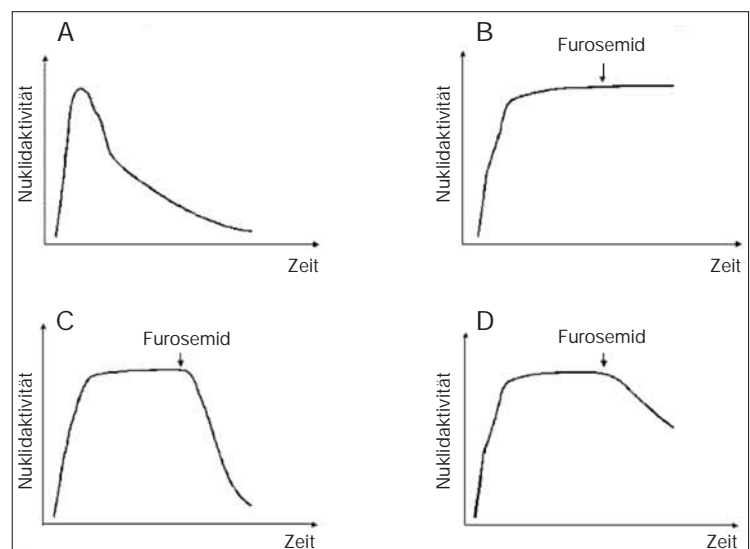 A
Nuklidaktivität
Zeit
B
Furosemid
Nuklidaktivität
Zeit
C
Furosemid
Nuklidaktivität
Zeit
D
Furosemid
Nuklidaktivität
Zeit